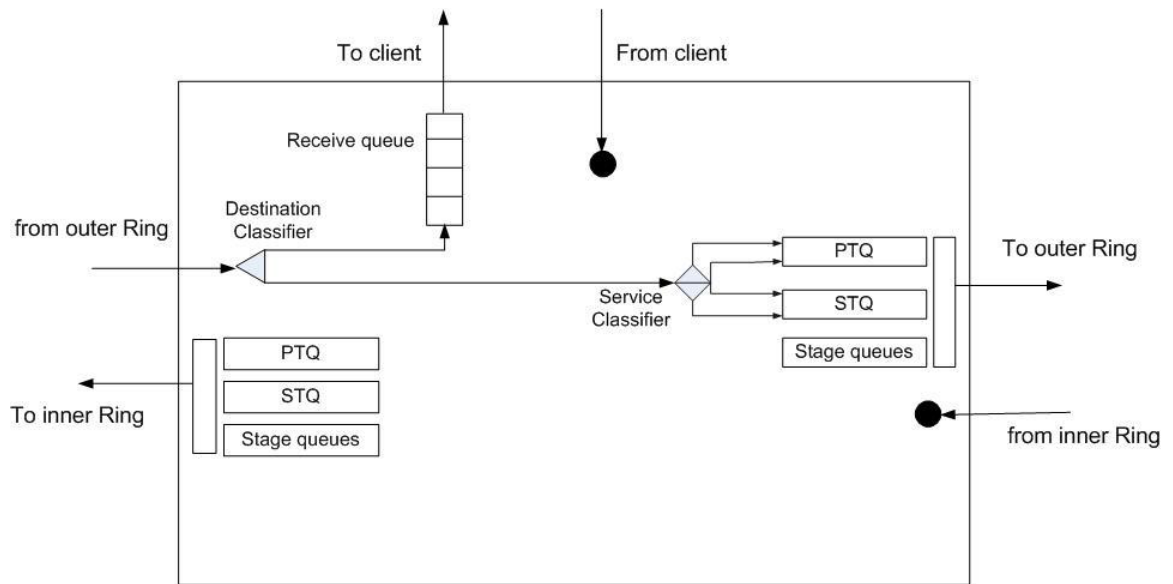 To client
From client
Receive queue
Destination
Classifier
from outer Ring
PTQ
To outer Ring
Service
Classifier
STQ
Stage queues
PTQ
STQ
Stage queues
To inner Ring
from inner Ring